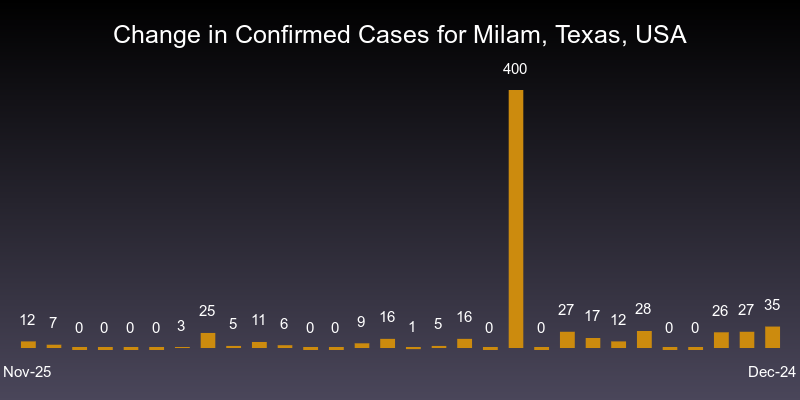 Change in Confirmed Cases for Milam, Texas, USA
400
12 7 0 0 0 0 3 25 5 11 6 0 0 9 16 1 5 16 0 0 27 17 12 28 0 0 26 27 35
Nov-25 Dec-24